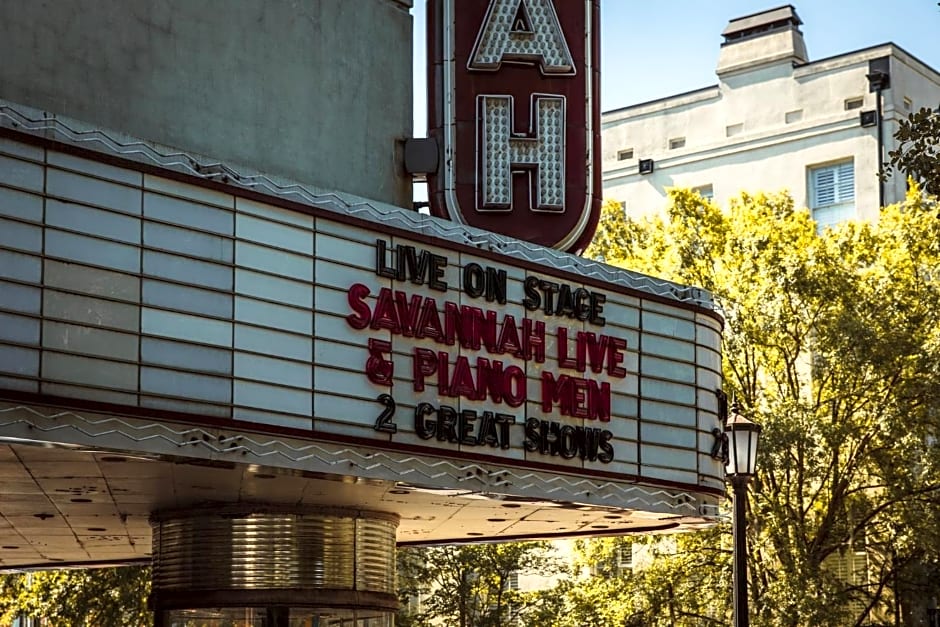 AH
LIVE ON STAGE
SAVANNAH LIVE
& PIANO MEN
2 GREAT SHOWS